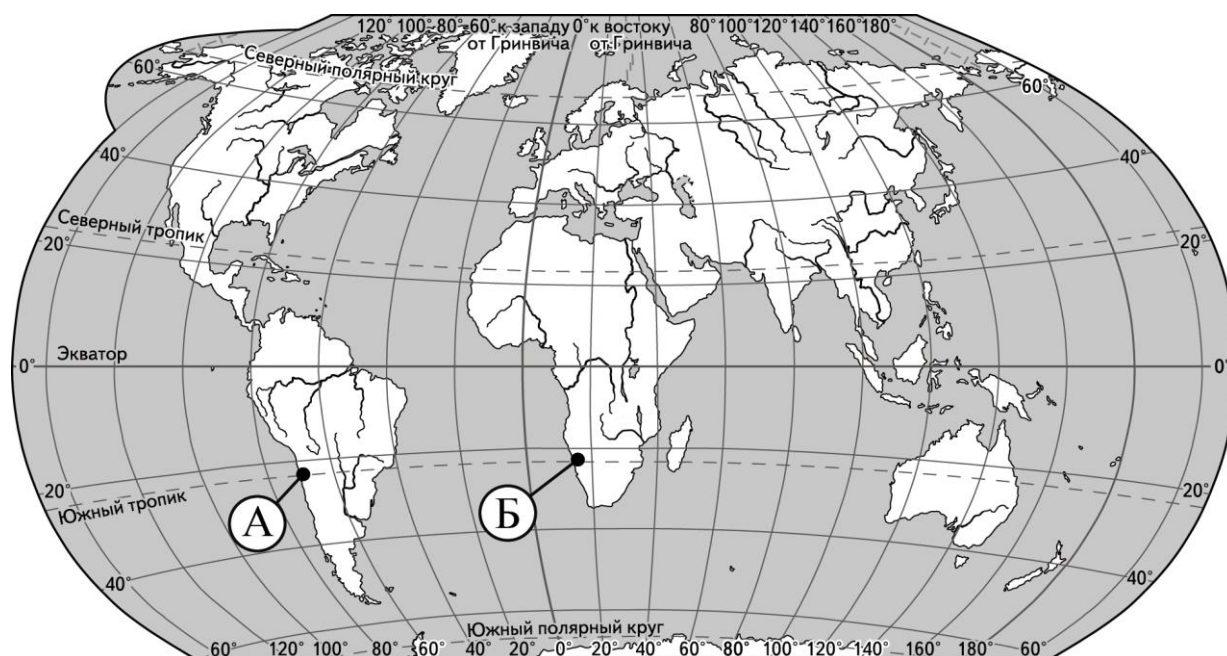 120° 100° 80° 60° к западу 0° к востоку 80° 100° 120° 140° 160° 180°
от Гринвича от Гринвича
60° Северный полярный круг 60°
40° 40°
Северный тропик
20° 20°
Экватор
0° 0°
А Б
20° 20°
Южный тропик
40° 40°
Южный полярный круг
60° 120° 100° 80° 60° 40° 20° 0° 20° 40° 60° 80° 100° 120° 140° 160° 180° 60°